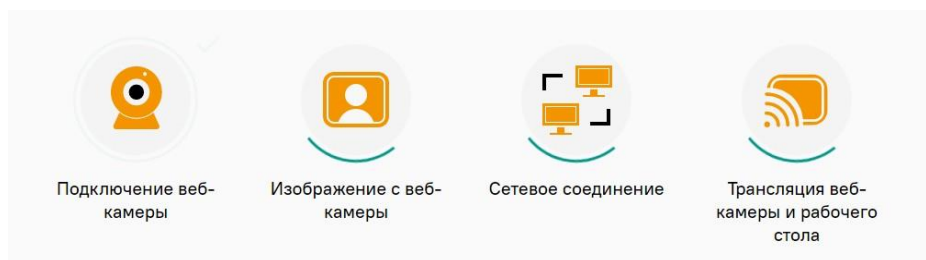 Подключение веб-
камеры
Изображение с веб-
камеры
Сетевое соединение
Трансляция веб-
камеры и рабочего
стола